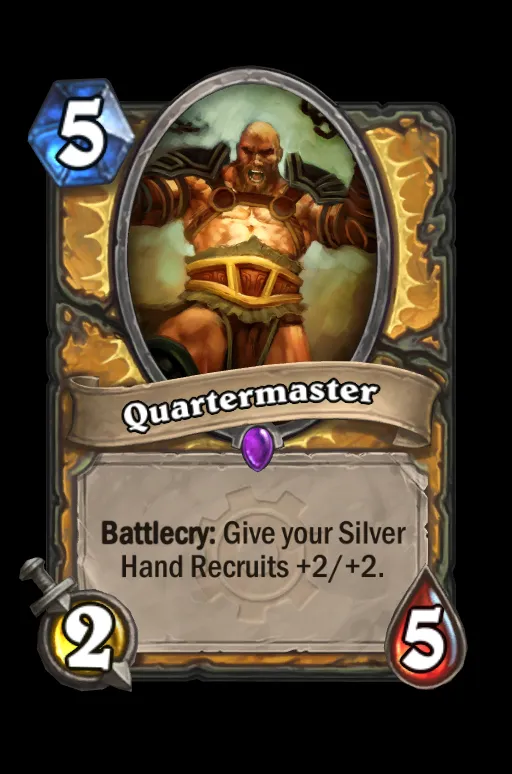 5
Quartermaster
Battlecry: Give your Silver
Hand Recruits +2/+2.
2
5